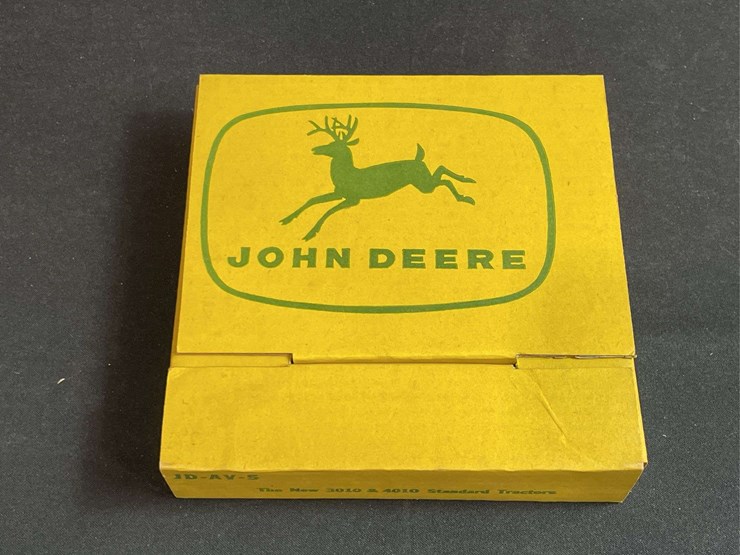 JOHN DEERE
JD-AV-5
The New 3010 & 4010 Standard Tractors